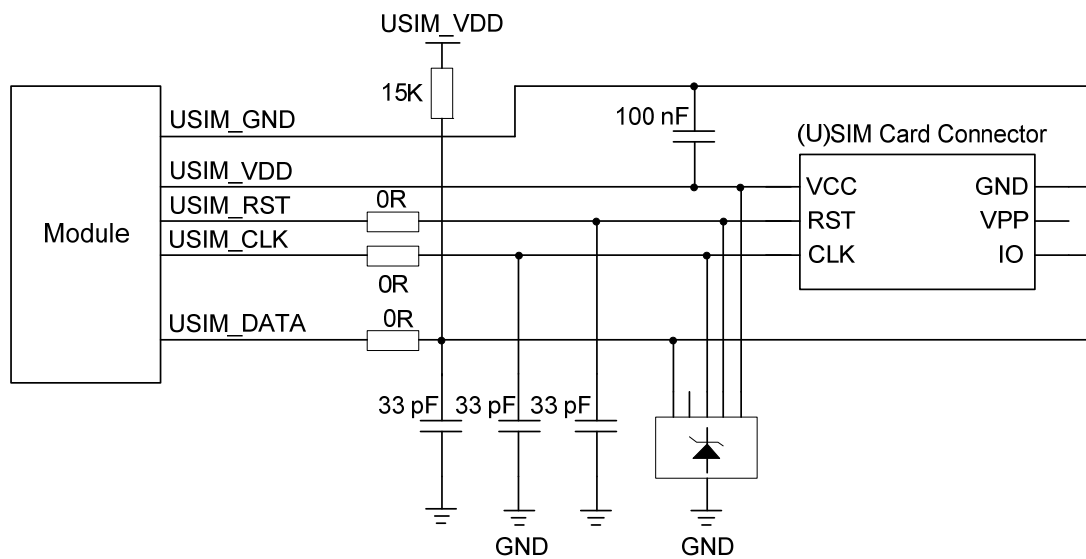 USIM_VDD
15K
USIM_GND
100 nF
(U)SIM Card Connector
USIM_VDD
VCC
GND
USIM_RST
0R
RST
VPP
Module
USIM_CLK
CLK
IO
0R
USIM_DATA
0R
33 pF
33 pF
33 pF
GND
GND